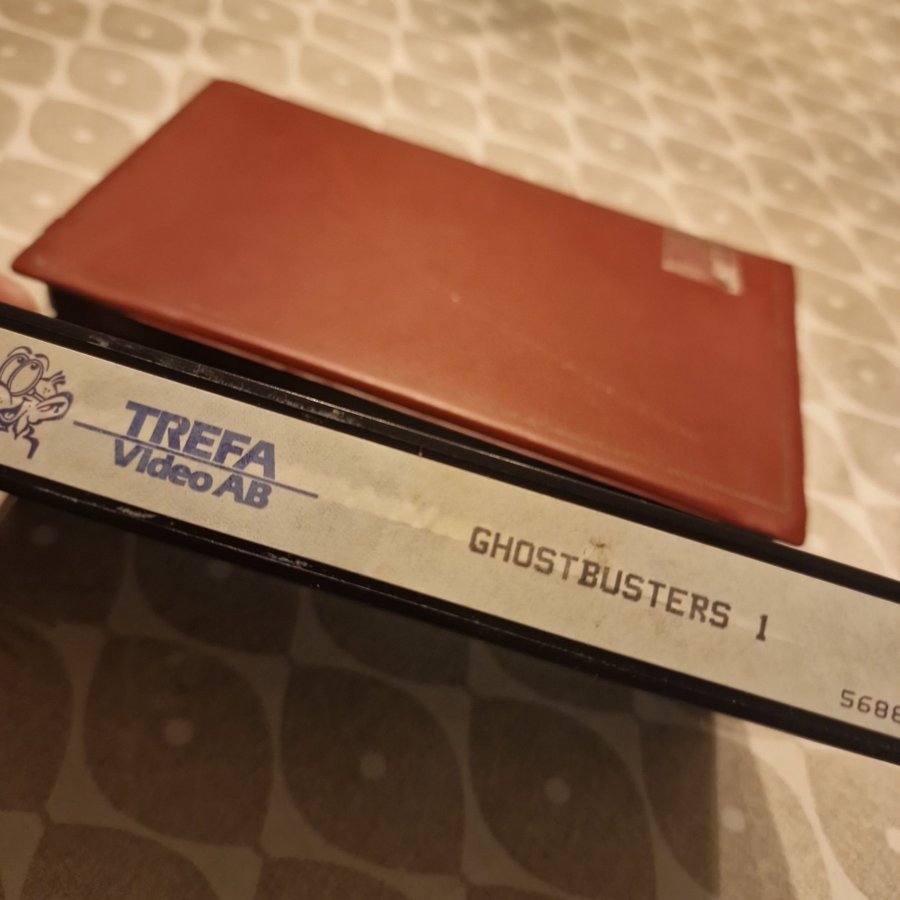 TREFA
Video AB
GHOSTBUSTERS 1
5688